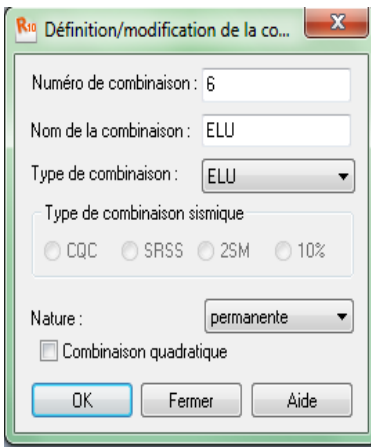 R10 Définition/modification de la co...
Numéro de combinaison : 6
Nom de la combinaison : ELU
Type de combinaison : ELU
Type de combinaison sismique
CQC SRSS 2SM 10%
Nature : permanente
Combinaison quadratique
OK Fermer Aide